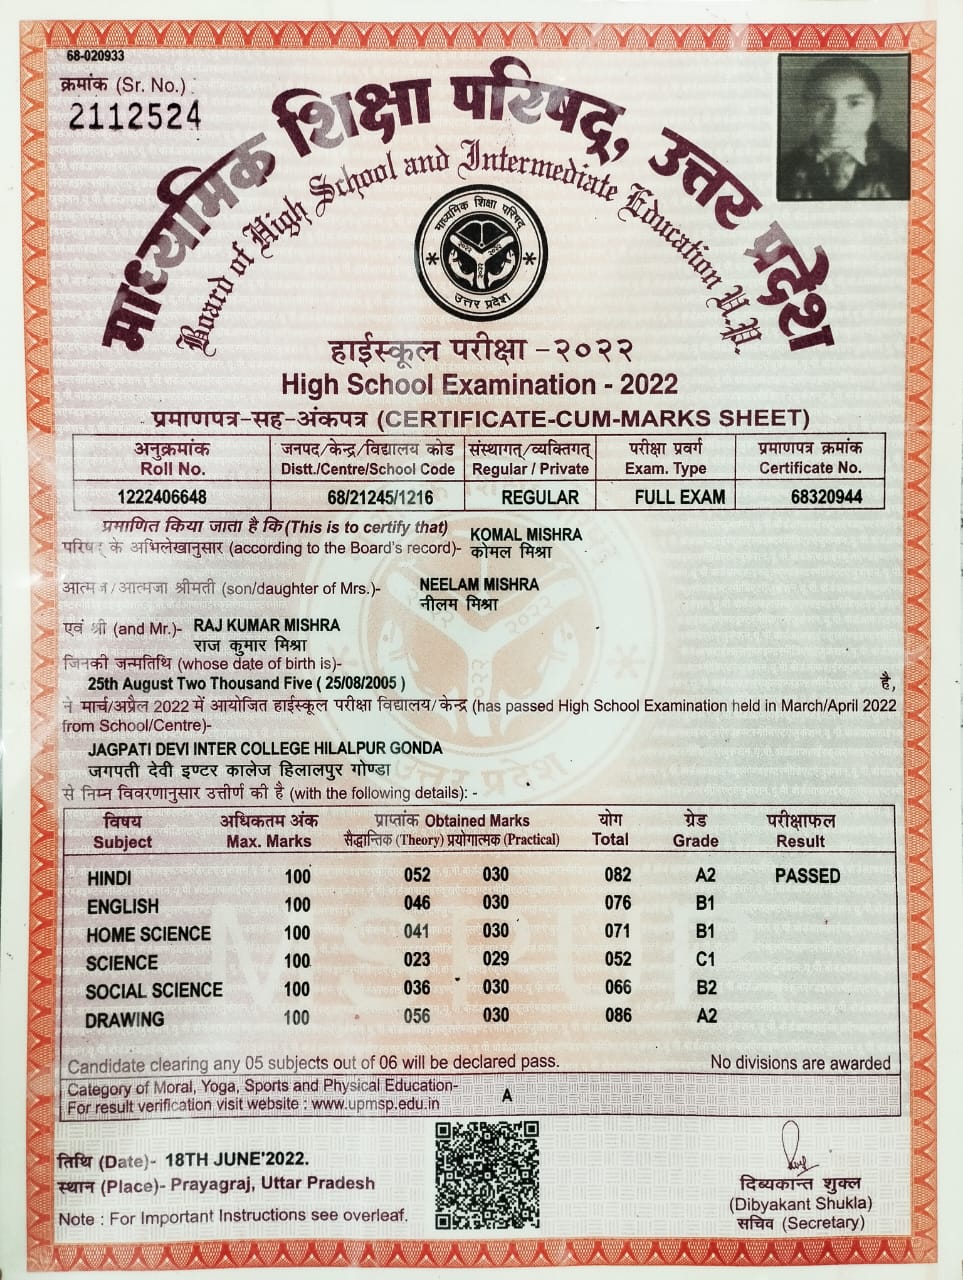 68-020933
क्रमांक (Sr. No.) :
2112524
माध्यमिक शिक्षा परिषद्, उत्तर प्रदेश
Board of High School and Intermediate Education U.P.
माध्यमिक शिक्षा परिषद
उत्तर प्रदेश
हाईस्कूल परीक्षा -२०२२
High School Examination - 2022
प्रमाणपत्र-सह-अंकपत्र (CERTIFICATE-CUM-MARKS SHEET)
अनुक्रमांक जनपद/केन्द्र/विद्यालय कोड संस्थागत्/व्यक्तिगत् परीक्षा प्रवर्ग प्रमाणपत्र क्रमांक
Roll No. Distt./Centre/School Code Regular / Private Exam. Type Certificate No.
1222406648 68/21245/1216 REGULAR FULL EXAM 68320944
प्रमाणित किया जाता है कि (This is to certify that) KOMAL MISHRA
परिषद् के अभिलेखानुसार (according to the Board's record)- कोमल मिश्रा
आत्मज/आत्मजा श्रीमती (son/daughter of Mrs.)- NEELAM MISHRA
नीलम मिश्रा
एवं श्री (and Mr.)- RAJ KUMAR MISHRA
राज कुमार मिश्रा
जिनकी जन्मतिथि (whose date of birth is)-
25th August Two Thousand Five ( 25/08/2005 ) है,
ने मार्च/अप्रैल 2022 में आयोजित हाईस्कूल परीक्षा विद्यालय/केन्द्र (has passed High School Examination held in March/April 2022
from School/Centre)-
JAGPATI DEVI INTER COLLEGE HILALPUR GONDA
जगपती देवी इण्टर कालेज हिलालपुर गोण्डा
से निम्न विवरणानुसार उत्तीर्ण की है (with the following details): -
विषय अधिकतम अंक प्राप्तांक Obtained Marks योग ग्रेड परीक्षाफल
Subject Max. Marks सैद्धान्तिक (Theory) प्रयोगात्मक (Practical) Total Grade Result
HINDI 100 052 030 082 A2 PASSED
ENGLISH 100 046 030 076 B1
HOME SCIENCE 100 041 030 071 B1
SCIENCE 100 023 029 052 C1
SOCIAL SCIENCE 100 036 030 066 B2
DRAWING 100 056 030 086 A2
Candidate clearing any 05 subjects out of 06 will be declared pass. No divisions are awarded
Category of Moral, Yoga, Sports and Physical Education- A
For result verification visit website : www.upmsp.edu.in
तिथि (Date)- 18TH JUNE'2022.
स्थान (Place)- Prayagraj, Uttar Pradesh
Note : For Important Instructions see overleaf.
दिव्यकान्त शुक्ल
(Dibyakant Shukla)
सचिव (Secretary)